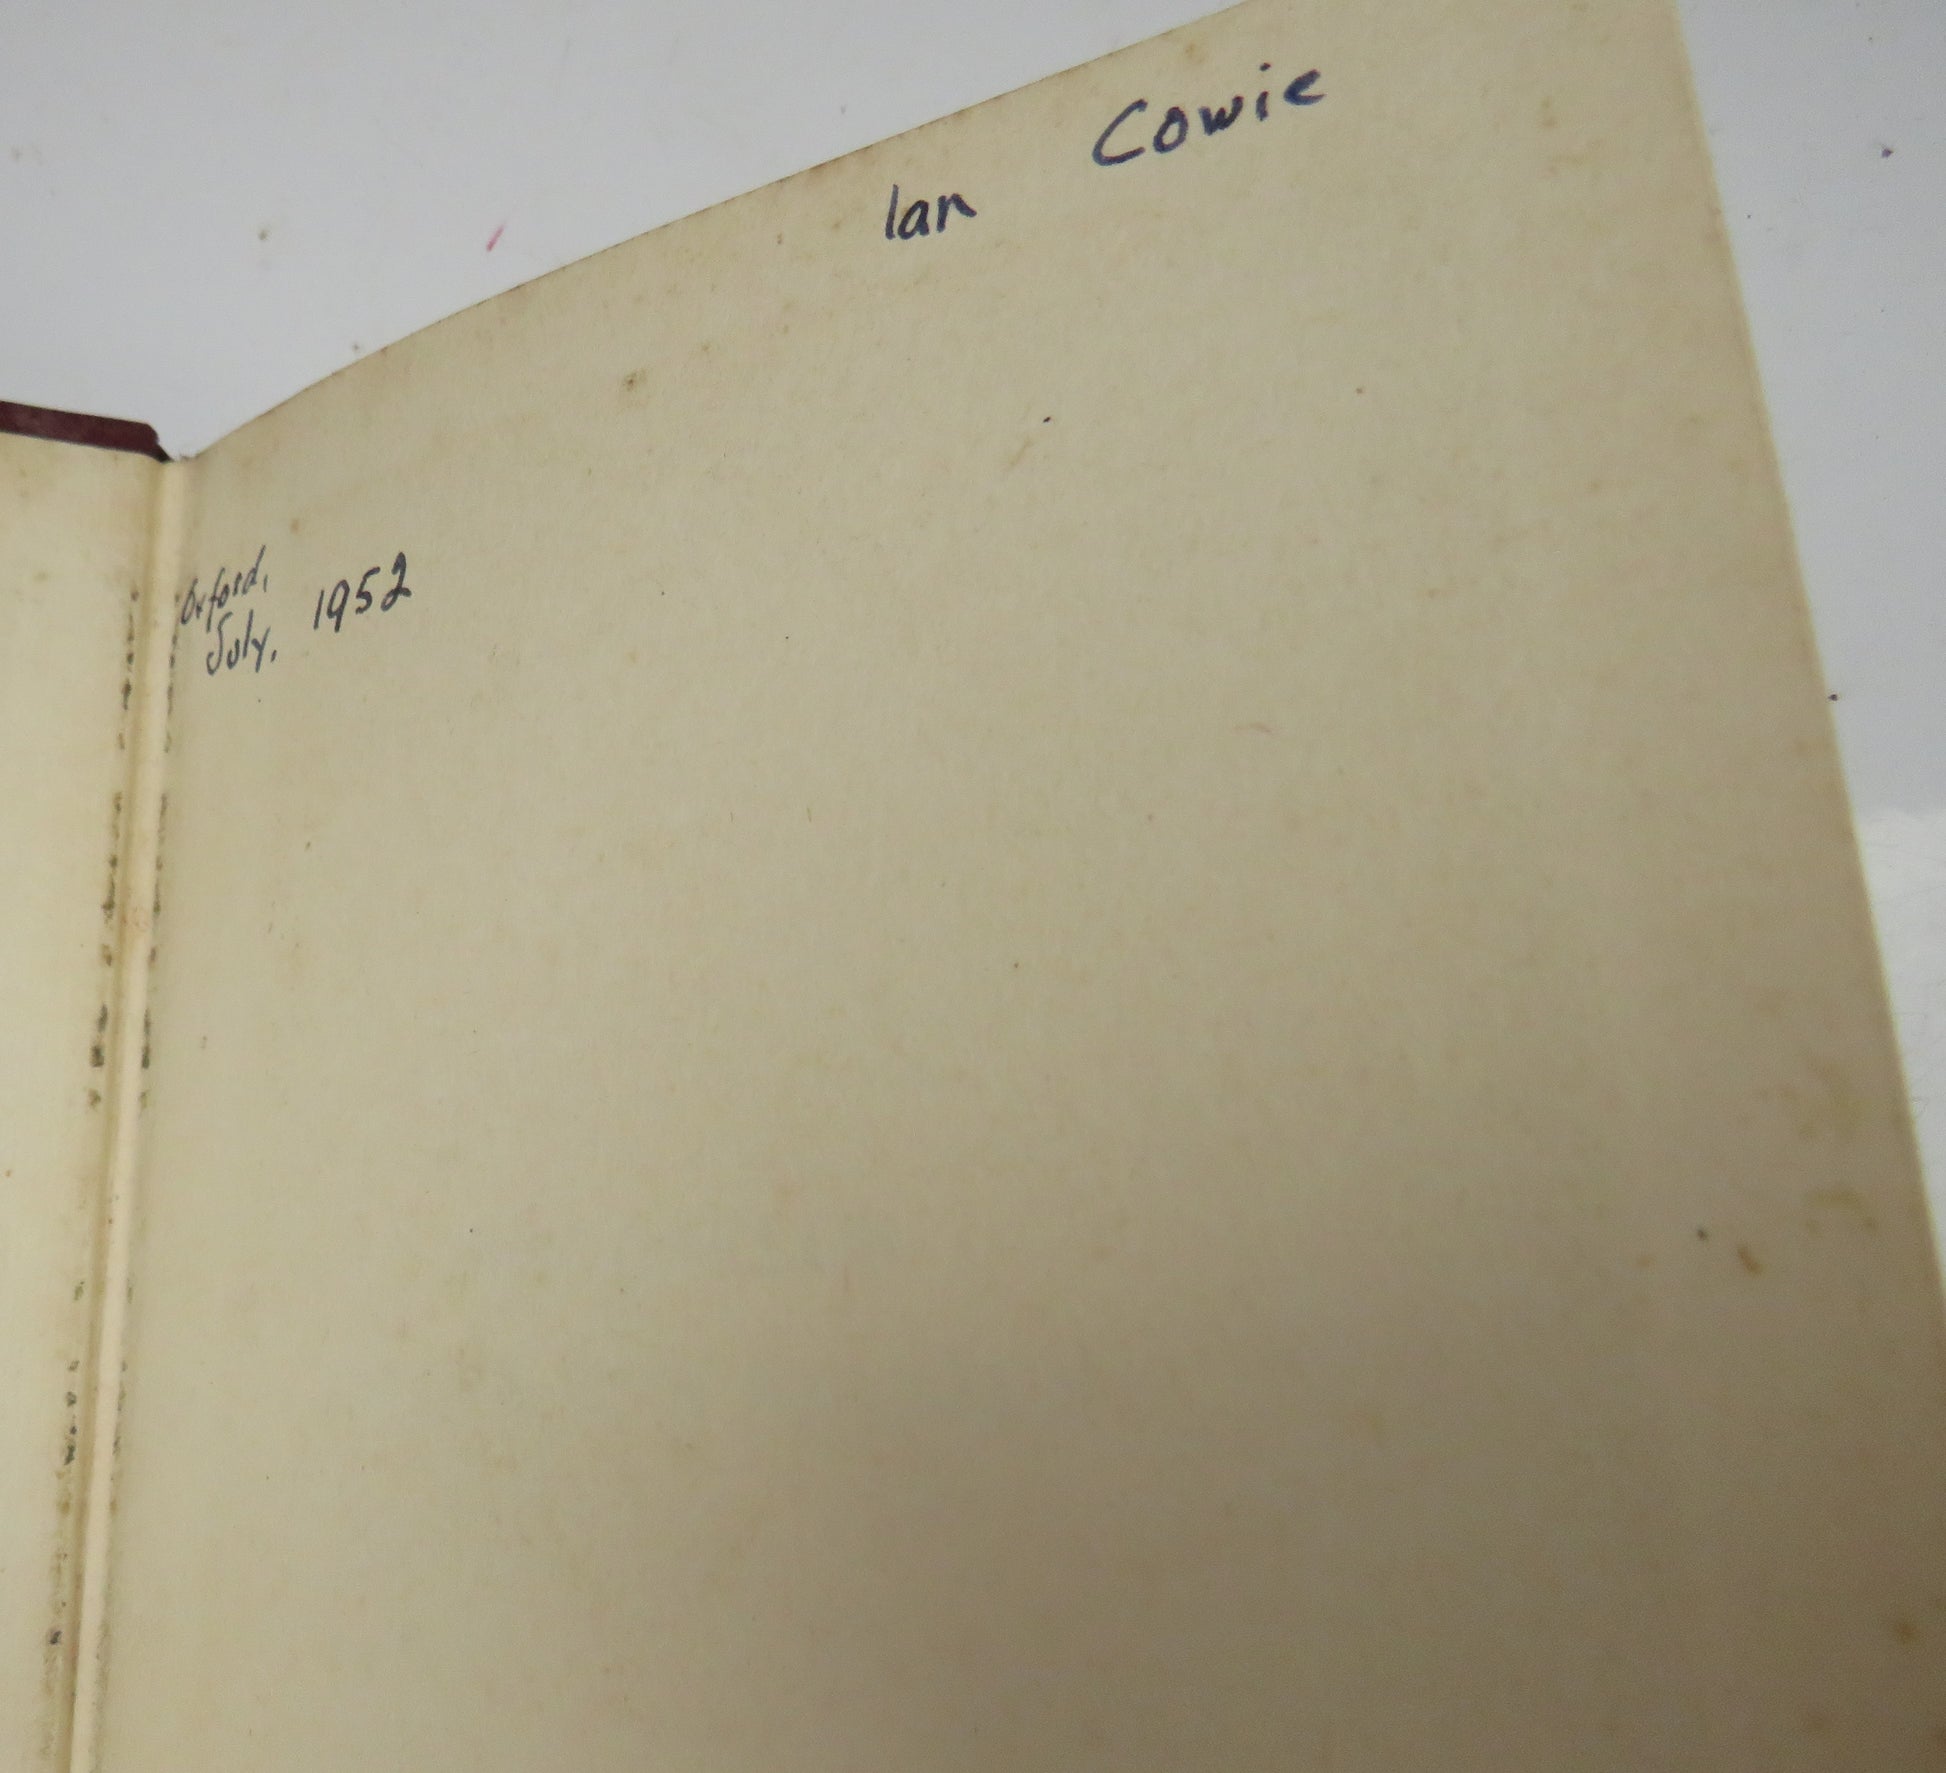 Ian Cowie
Oxford,
July, 1952